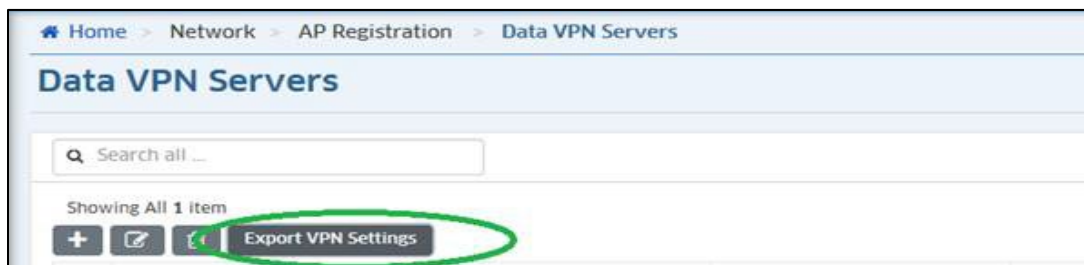 Home > Network > AP Registration > Data VPN Servers
Data VPN Servers
Search all ...
Showing All 1 item
Export VPN Settings